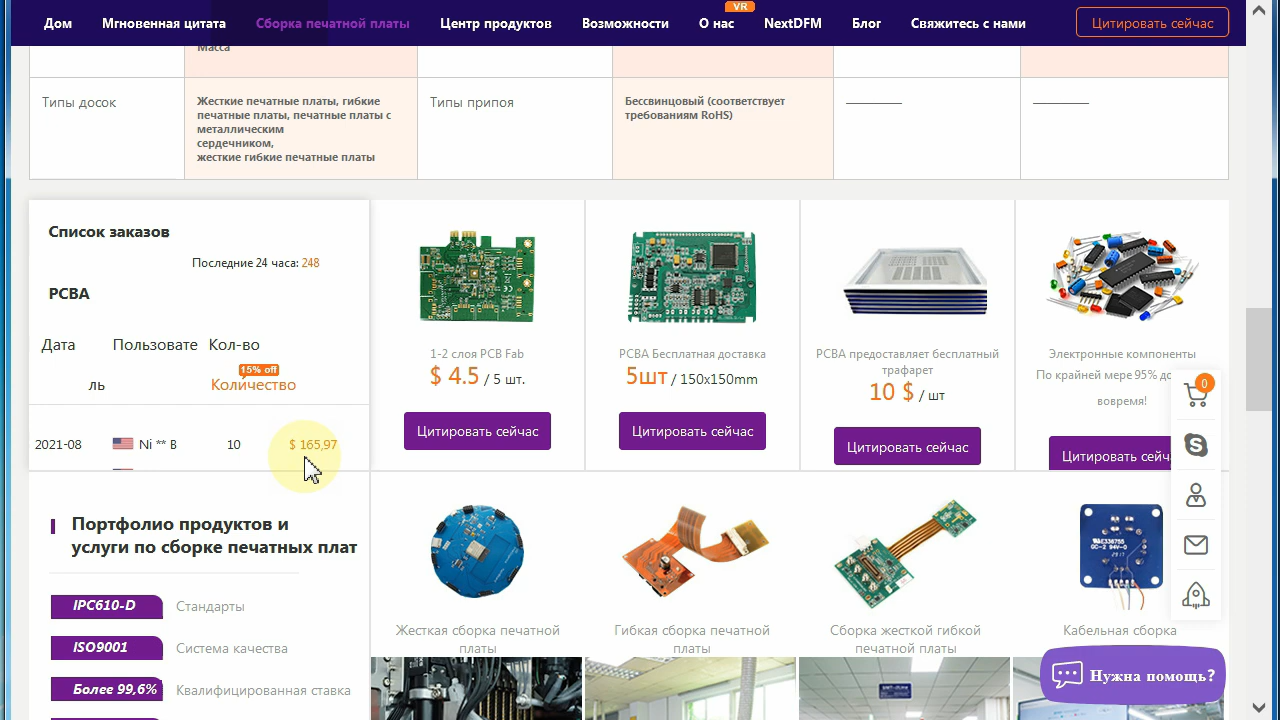 VR
Дом Мгновенная цитата Сборка печатной платы Центр продуктов Возможности О нас NextDFM Блог Свяжитесь с нами Цитировать сейчас
Масса
Типы досок
Жесткие печатные платы, гибкие
печатные платы, печатные платы с
металлическим
сердечником,
жесткие гибкие печатные платы
Типы припоя
Бессвинцовый (соответствует
требованиям RoHS)
Список заказов
Последние 24 часа: 248
PCBA
Дата Пользовате Кол-во
ль
15% off
Количество
2021-08 Ni ** B 10 $ 165,97
1-2 слоя PCB Fab
$ 4.5 / 5 шт.
Цитировать сейчас
PCBA Бесплатная доставка
5шт / 150x150mm
Цитировать сейчас
PCBA предоставляет бесплатный
трафарет
10 $ / шт
Цитировать сейчас
Электронные компоненты
По крайней мере 95% до
вовремя!
Цитировать сейч
0
Портфолио продуктов и
услуги по сборке печатных плат
IPC610-D Стандарты
ISO9001 Система качества
Более 99,6% Квалифицированная ставка
Жесткая сборка печатной
платы
Гибкая сборка печатной
платы
Сборка жесткой гибкой
печатной платы
E336755
GC-2 94V-0
Кабельная сборка
Нужна помощь?